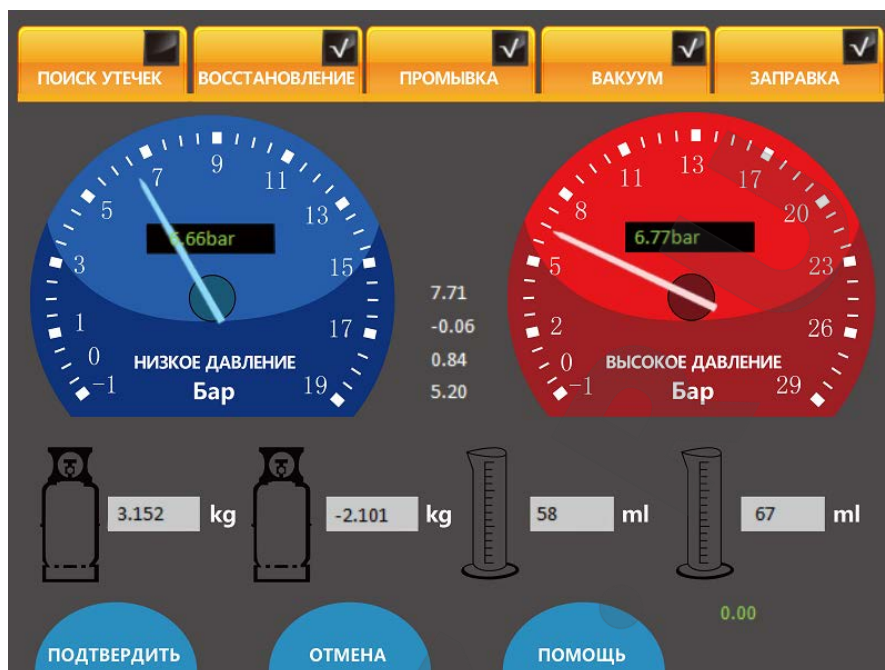 ПОИСК УТЕЧЕК
ВОССТАНОВЛЕНИЕ
ПРОМЫВКА
ВАКУУМ
ЗАПРАВКА
-1
0
1
3
5
7
9
11
13
15
17
19
6.66bar
НИЗКОЕ ДАВЛЕНИЕ
Бар
7.71
-0.06
0.84
5.20
-1
0
2
5
8
11
13
17
20
23
26
29
6.77bar
ВЫСОКОЕ ДАВЛЕНИЕ
Бар
3.152 kg
-2.101 kg
58 ml
67 ml
0.00
ПОДТВЕРДИТЬ
ОТМЕНА
ПОМОЩЬ